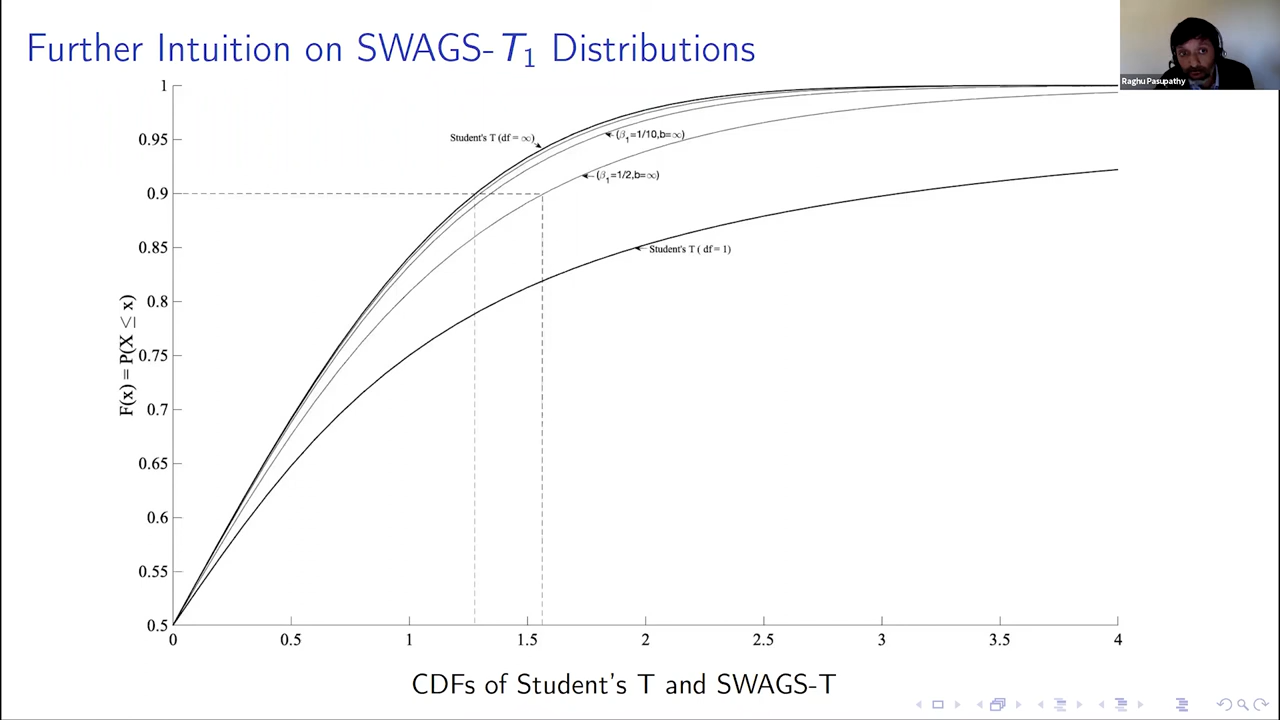 Further Intuition on SWAGS-T₁ Distributions
Raghu Pasupathy
1
0.95
0.9
0.85
0.8
0.75
0.7
0.65
0.6
0.55
0.5
F(x) = P(X ≤ x)
Student's T (df = ∞)
(β₁=1/10,b=∞)
(β₁=1/2,b=∞)
Student's T ( df = 1)
0 0.5 1 1.5 2 2.5 3 3.5 4
CDFs of Student's T and SWAGS-T